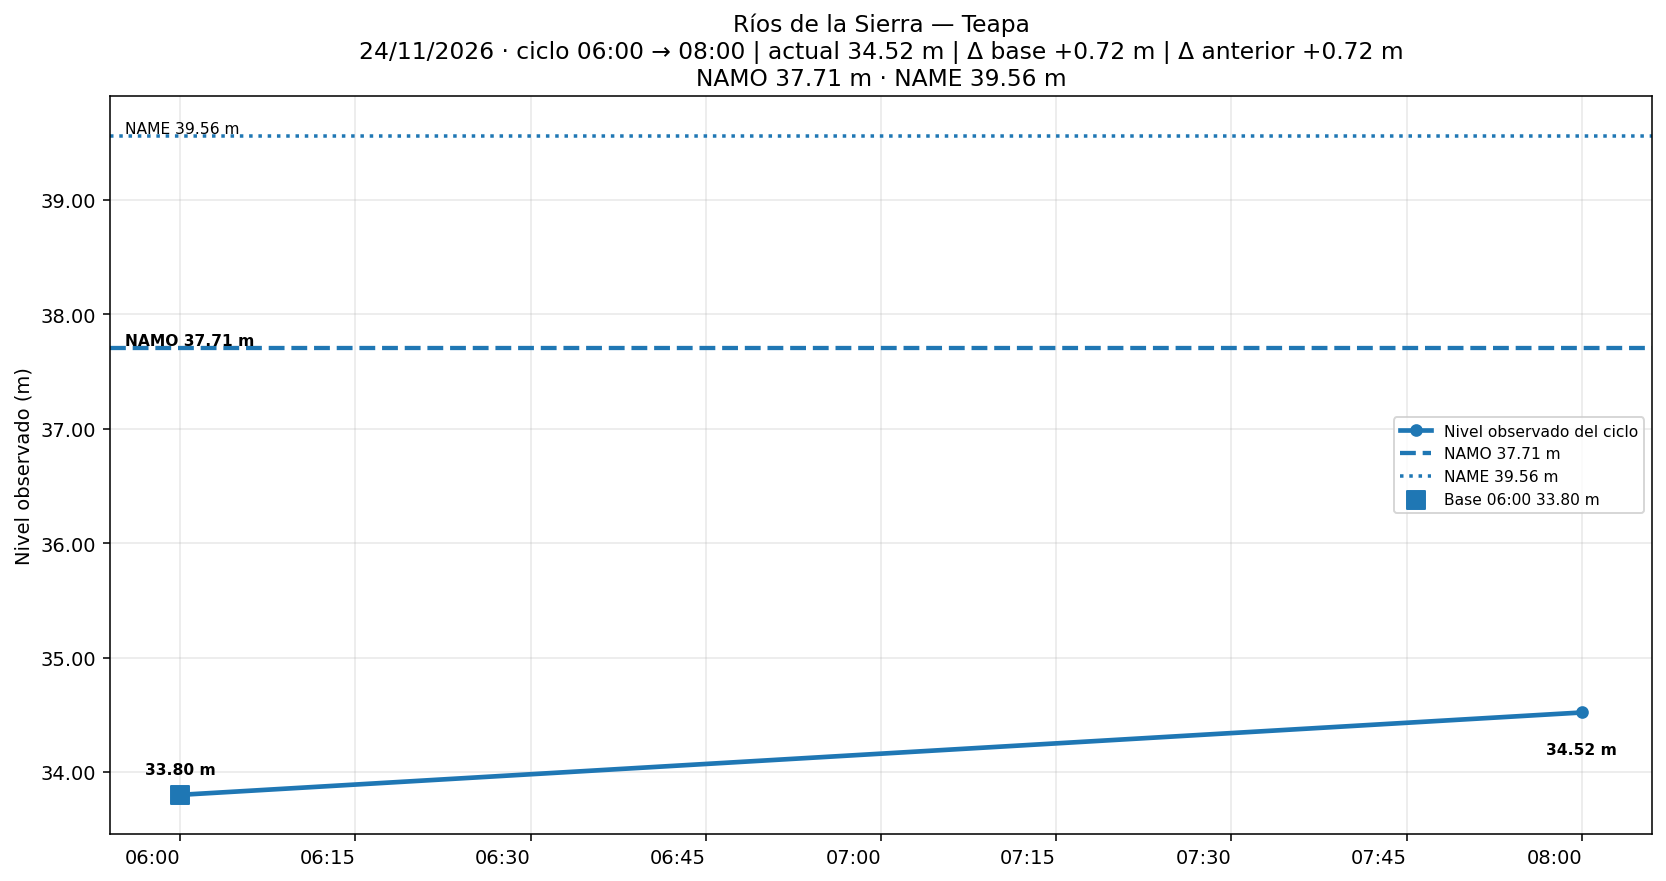 Ríos de la Sierra — Teapa
24/11/2026 · ciclo 06:00 → 08:00 | actual 34.52 m | Δ base +0.72 m | Δ anterior +0.72 m
NAMO 37.71 m · NAME 39.56 m
NAME 39.56 m
39.00
38.00
NAMO 37.71 m
37.00
36.00
35.00
34.00
Nivel observado (m)
Nivel observado del ciclo
NAMO 37.71 m
NAME 39.56 m
Base 06:00 33.80 m
33.80 m
34.52 m
06:00
06:15
06:30
06:45
07:00
07:15
07:30
07:45
08:00